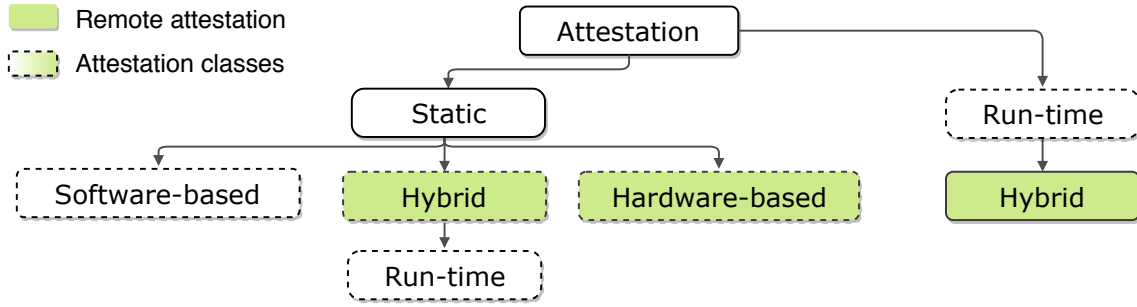 Remote attestation
Attestation classes
Attestation
Static
Run-time
Software-based
Hybrid
Hardware-based
Hybrid
Run-time